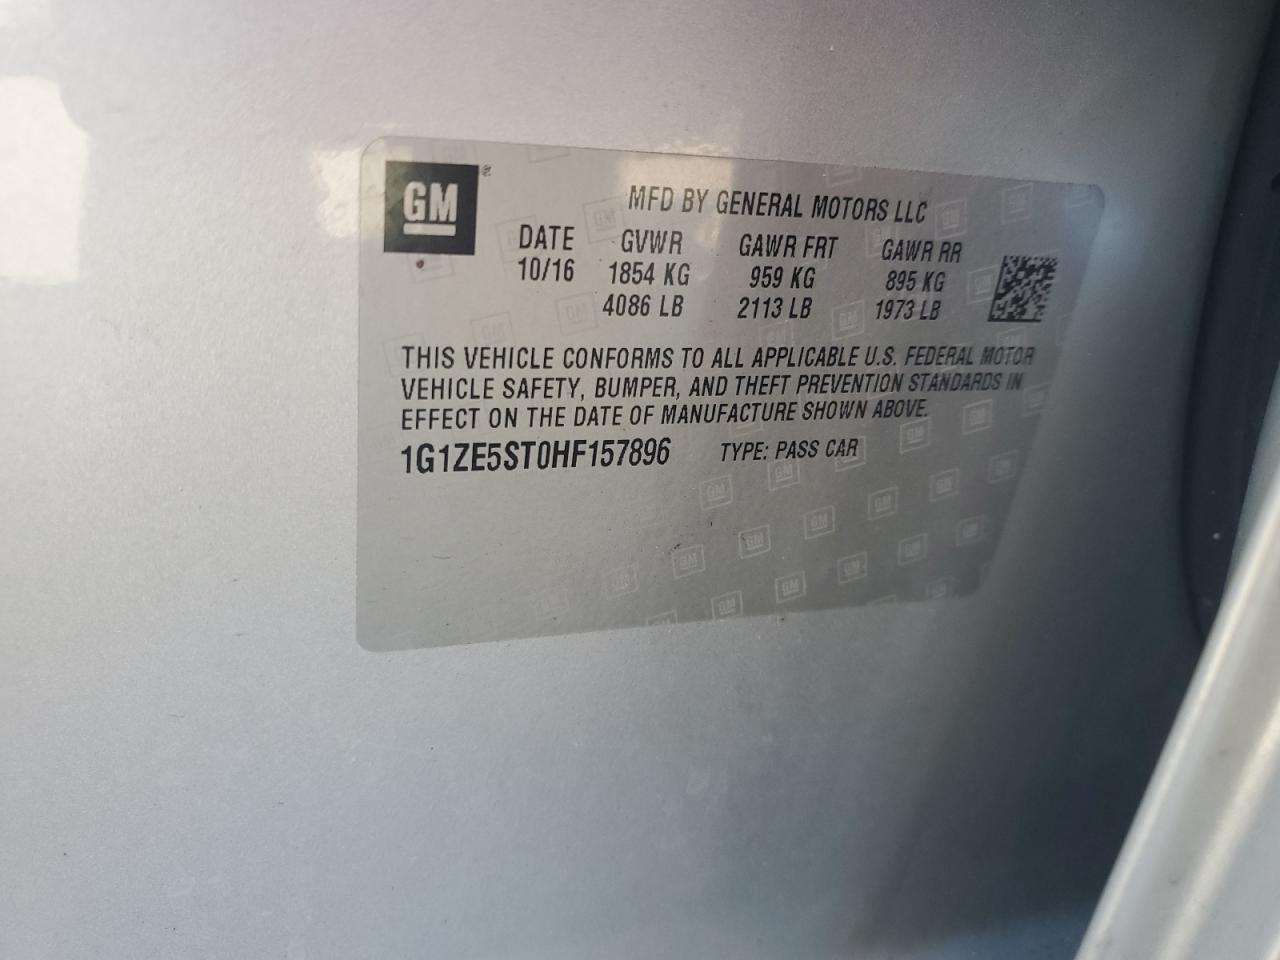 GM
MFD BY GENERAL MOTORS LLC
DATE GVWR GAWR FRT GAWR RR
10/16 1854 KG 959 KG 895 KG
4086 LB 2113 LB 1973 LB
THIS VEHICLE CONFORMS TO ALL APPLICABLE U.S. FEDERAL MOTOR
VEHICLE SAFETY, BUMPER, AND THEFT PREVENTION STANDARDS IN
EFFECT ON THE DATE OF MANUFACTURE SHOWN ABOVE.
1G1ZE5ST0HF157896 TYPE: PASS CAR